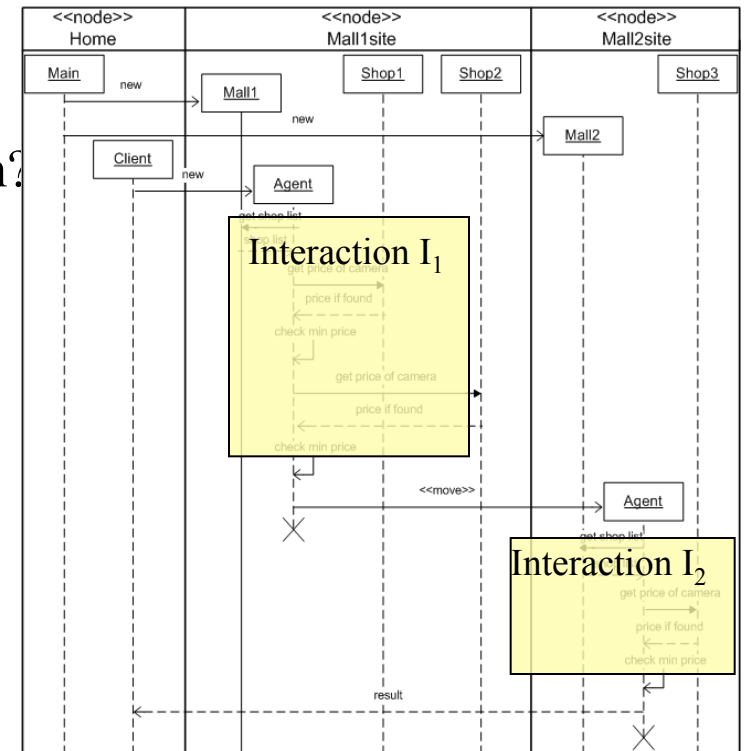 <<node>>
Home
<<node>>
Mall1site
<<node>>
Mall2site
Main
new
Mall1
Shop1
Shop2
Shop3
new
Mall2
Client
new
Agent
get shop list
shop list
Interaction I₁
get price of camera
price if found
check min price
get price of camera
price if found
check min price
<<move>>
Agent
get shop list
Interaction I₂
get price of camera
price if found
check min price
result